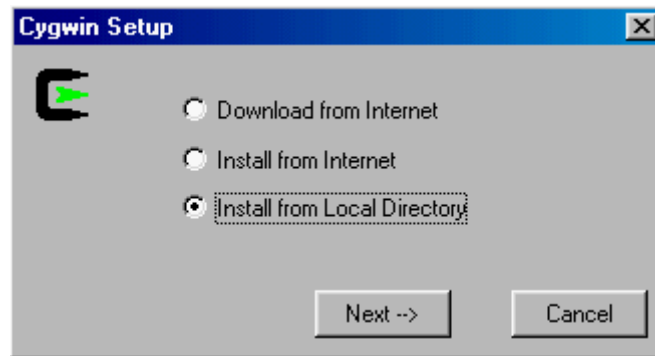 Cygwin Setup
Download from Internet
Install from Internet
Install from Local Directory
Next -->
Cancel